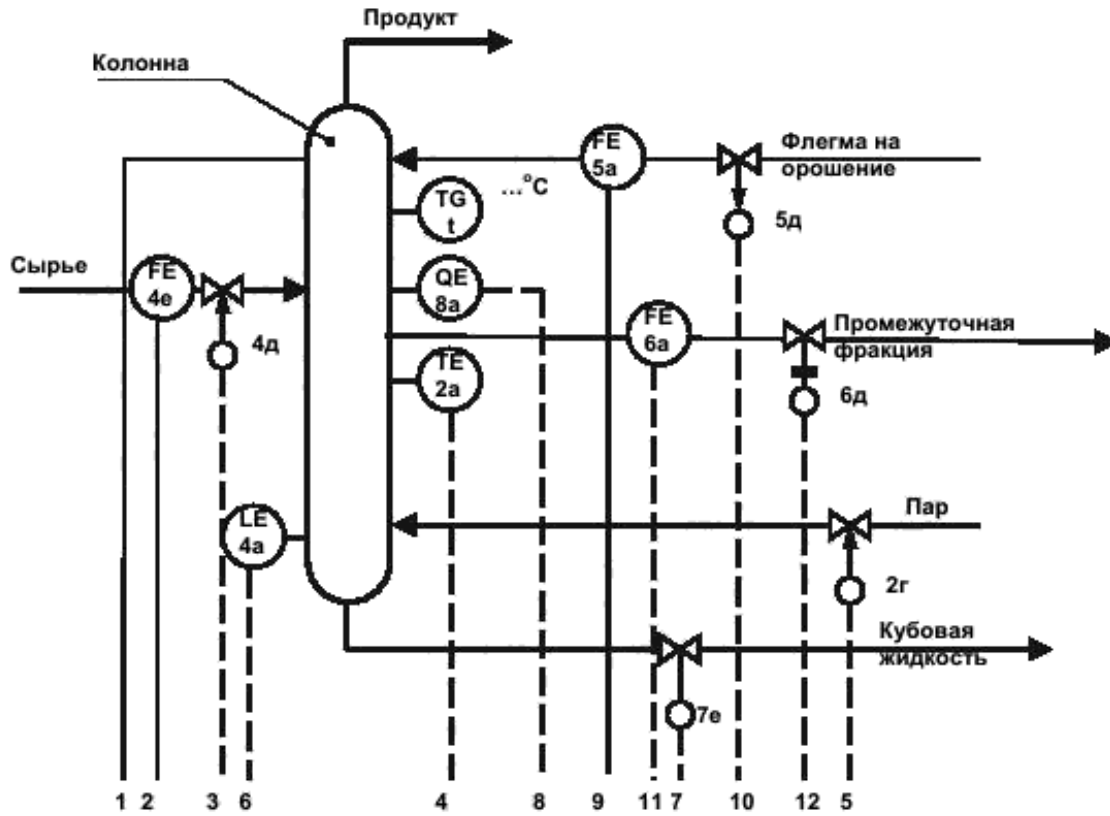 Продукт
Колонна
FE
5а
Флегма на
орошение
...°C
TG
t
5д
Сырье
FE
4е
QE
8а
4д
FE
6а
Промежуточная
фракция
TE
2а
6д
LE
4а
Пар
2г
Кубовая
жидкость
7е
1 2 3 6 4 8 9 11 7 10 12 5